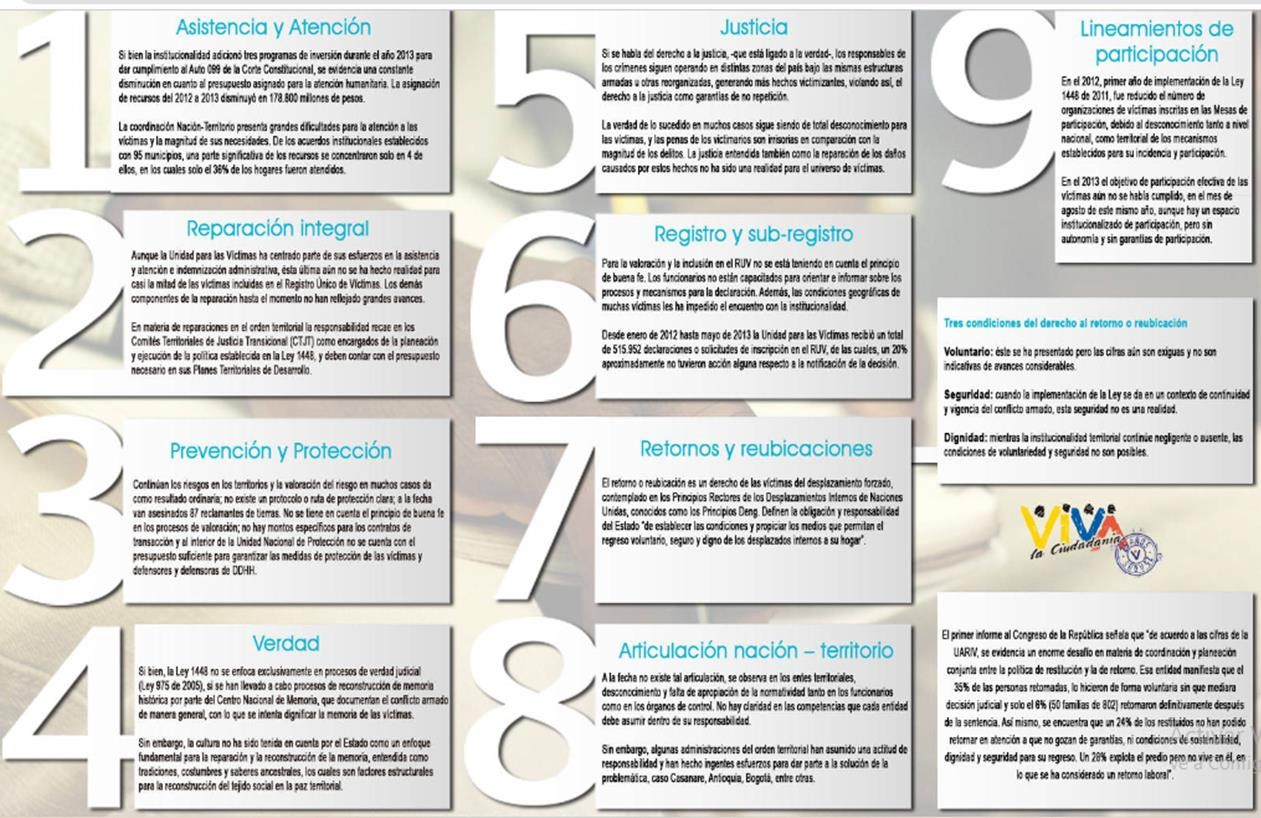 1
Asistencia y Atención
Si bien la institucionalidad adicionó tres programas de inversión durante el año 2013 para
dar cumplimiento al Auto 099 de la Corte Constitucional, se evidencia una constante
disminución en cuanto al presupuesto asignado para la atención humanitaria. La asignación
de recursos del 2012 a 2013 disminuyó en 178.800 millones de pesos.
La coordinación Nación-Territorio presenta grandes dificultades para la atención a las
víctimas y la magnitud de sus necesidades. De los acuerdos institucionales establecidos
con 95 municipios, una parte significativa de los recursos se concentraron solo en 4 de
ellos, en los cuales solo el 36% de los hogares fueron atendidos.
2
Reparación integral
Aunque la Unidad para las Víctimas ha centrado parte de sus esfuerzos en la asistencia
y atención e indemnización administrativa, ésta última aún no se ha hecho realidad para
casi la mitad de las víctimas incluidas en el Registro Único de Víctimas. Los demás
componentes de la reparación hasta el momento no han reflejado grandes avances.
En materia de reparaciones en el orden territorial la responsabilidad recae en los
Comités Territoriales de Justicia Transicional (CTJT) como encargados de la planeación
y ejecución de la política establecida en la Ley 1448, y deben contar con el presupuesto
necesario en sus Planes Territoriales de Desarrollo.
3
Prevención y Protección
Continúan los riesgos en los territorios y la valoración del riesgo en muchos casos da
como resultado ordinaria; no existe un protocolo o ruta de protección clara; a la fecha
van asesinados 87 reclamantes de tierras. No se tiene en cuenta el principio de buena fe
en los procesos de valoración; no hay montos específicos para los contratos de
transacción y al interior de la Unidad Nacional de Protección no se cuenta con el
presupuesto suficiente para garantizar las medidas de protección de las víctimas y
defensores y defensoras de DDHH.
4
Verdad
Si bien, la Ley 1448 no se enfoca exclusivamente en procesos de verdad judicial
(Ley 975 de 2005), si se han llevado a cabo procesos de reconstrucción de memoria
histórica por parte del Centro Nacional de Memoria, que documentan el conflicto armado
de manera general, con lo que se intenta dignificar la memoria de las víctimas.
Sin embargo, la cultura no ha sido tenida en cuenta por el Estado como un enfoque
fundamental para la reparación y la reconstrucción de la memoria, entendida como
tradiciones, costumbres y saberes ancestrales, los cuales son factores estructurales
para la reconstrucción del tejido social en la paz territorial.
5
Justicia
Si se habla del derecho a la justicia, -que está ligado a la verdad-, los responsables de
los crímenes siguen operando en distintas zonas del país bajo las mismas estructuras
armadas u otras reorganizadas, generando más hechos victimizantes, violando así, el
derecho a la justicia como garantías de no repetición.
La verdad de lo sucedido en muchos casos sigue siendo de total desconocimiento para
las víctimas, y las penas de los victimarios son irrisorias en comparación con la
magnitud de los delitos. La justicia entendida también como la reparación de los daños
causados por estos hechos no ha sido una realidad para el universo de víctimas.
6
Registro y sub-registro
Para la valoración y la inclusión en el RUV no se está teniendo en cuenta el principio
de buena fe. Los funcionarios no están capacitados para orientar e informar sobre los
procesos y mecanismos para la declaración. Además, las condiciones geográficas de
muchas víctimas les ha impedido el encuentro con la institucionalidad.
Desde enero de 2012 hasta mayo de 2013 la Unidad para las Víctimas recibió un total
de 515.952 declaraciones o solicitudes de inscripción en el RUV, de las cuales, un 20%
aproximadamente no tuvieron acción alguna respecto a la notificación de la decisión.
7
Retornos y reubicaciones
El retorno o reubicación es un derecho de las víctimas del desplazamiento forzado,
contemplado en los Principios Rectores de los Desplazamientos Internos de Naciones
Unidas, conocidos como los Principios Deng. Definen la obligación y responsabilidad
del Estado "de establecer las condiciones y propiciar los medios que permitan el
regreso voluntario, seguro y digno de los desplazados internos a su hogar".
8
Articulación nación – territorio
A la fecha no existe tal articulación, se observa en los entes territoriales,
desconocimiento y falta de apropiación de la normatividad tanto en los funcionarios
como en los órganos de control. No hay claridad en las competencias que cada entidad
debe asumir dentro de su responsabilidad.
Sin embargo, algunas administraciones del orden territorial han asumido una actitud de
responsabilidad y han hecho ingentes esfuerzos para dar parte a la solución de la
problemática, caso Casanare, Antioquia, Bogotá, entre otras.
9
Lineamientos de
participación
En el 2012, primer año de implementación de la Ley
1448 de 2011, fue reducido el número de
organizaciones de víctimas inscritas en las Mesas de
participación, debido al desconocimiento tanto a nivel
nacional, como territorial de los mecanismos
establecidos para su incidencia y participación.
En el 2013 el objetivo de participación efectiva de las
víctimas aún no se había cumplido, en el mes de
agosto de este mismo año, aunque hay un espacio
institucionalizado de participación, pero sin
autonomía y sin garantías de participación.
Tres condiciones del derecho al retorno o reubicación
Voluntario: éste se ha presentado pero las cifras aún son exiguas y no son
indicativas de avances considerables.
Seguridad: cuando la implementación de la Ley se da en un contexto de continuidad
y vigencia del conflicto armado, esta seguridad no es una realidad.
Dignidad: mientras la institucionalidad territorial continúe negligente o ausente, las
condiciones de voluntariedad y seguridad no son posibles.
VIVA
la Ciudadanía
El primer informe al Congreso de la República señala que "de acuerdo a las cifras de la
UARIV, se evidencia un enorme desafío en materia de coordinación y planeación
conjunta entre la política de restitución y la de retorno. Esa entidad manifiesta que el
35% de las personas retornadas, lo hicieron de forma voluntaria sin que mediara
decisión judicial y solo el 6% (50 familias de 802) retornaron definitivamente después
de la sentencia. Así mismo, se encuentra que un 24% de los restituidos no han podido
retornar en atención a que no gozan de garantías, ni condiciones de sostenibilidad,
dignidad y seguridad para su regreso. Un 28% explota el predio pero no vive en él, en
lo que se ha considerado un retorno laboral".
Activar
Ve a Config